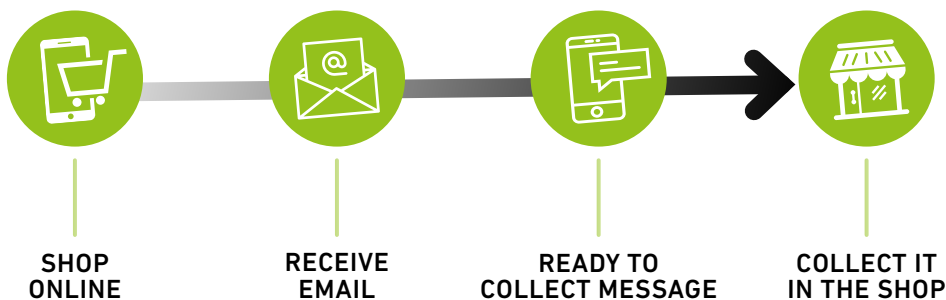 SHOP
ONLINE
RECEIVE
EMAIL
READY TO
COLLECT MESSAGE
COLLECT IT
IN THE SHOP
@